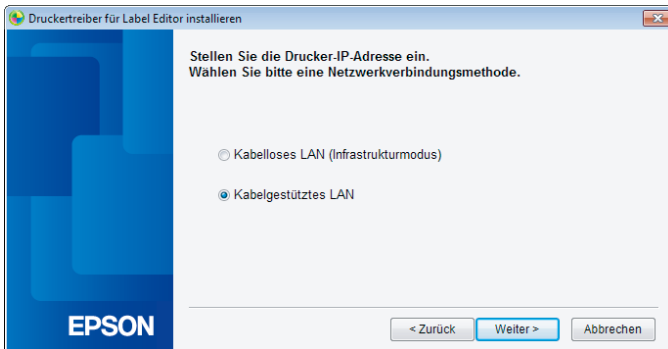 Druckertreiber für Label Editor installieren
Stellen Sie die Drucker-IP-Adresse ein.
Wählen Sie bitte eine Netzwerkverbindungsmethode.
Kabelloses LAN (Infrastrukturmodus)
Kabelgestütztes LAN
EPSON
< Zurück
Weiter >
Abbrechen